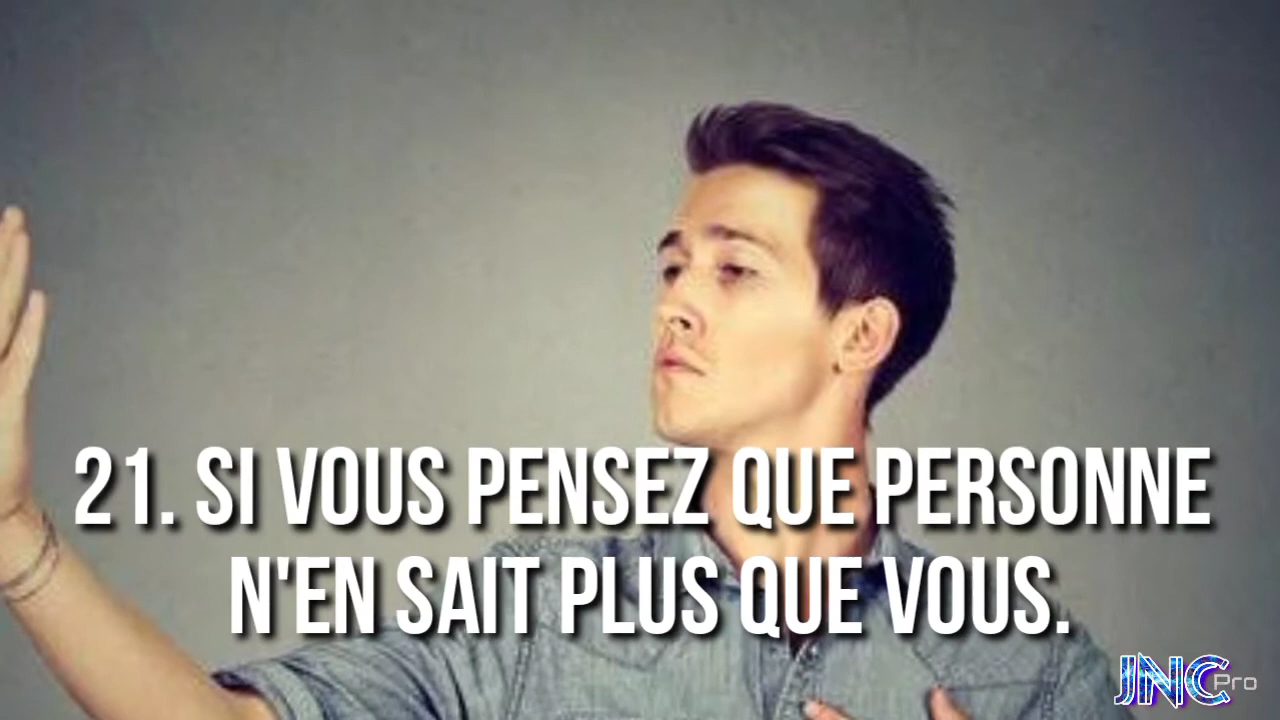 21. SI VOUS PENSEZ QUE PERSONNE
N'EN SAIT PLUS QUE VOUS.
JNC Pro